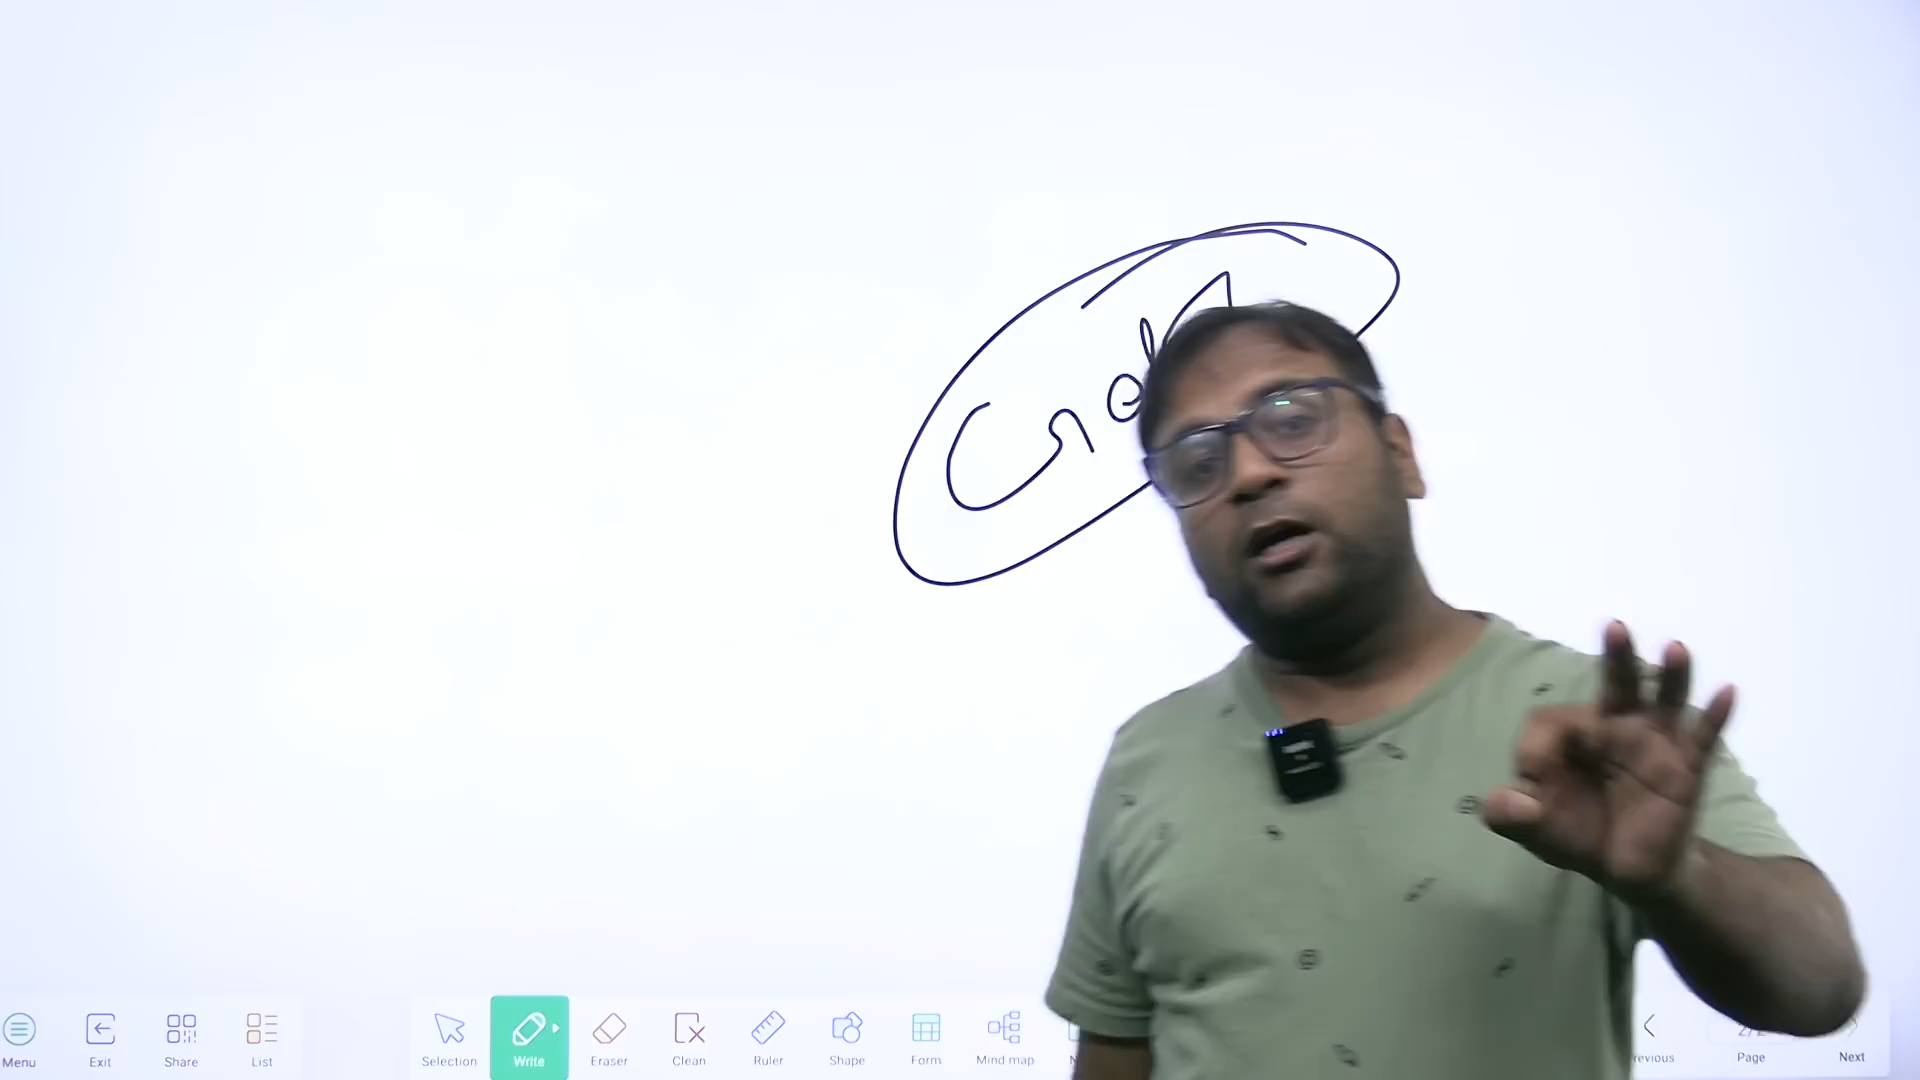 Menu
Exit
Share
List
Selection
Write
Eraser
Clean
Ruler
Shape
Form
Mind map
Page
Next